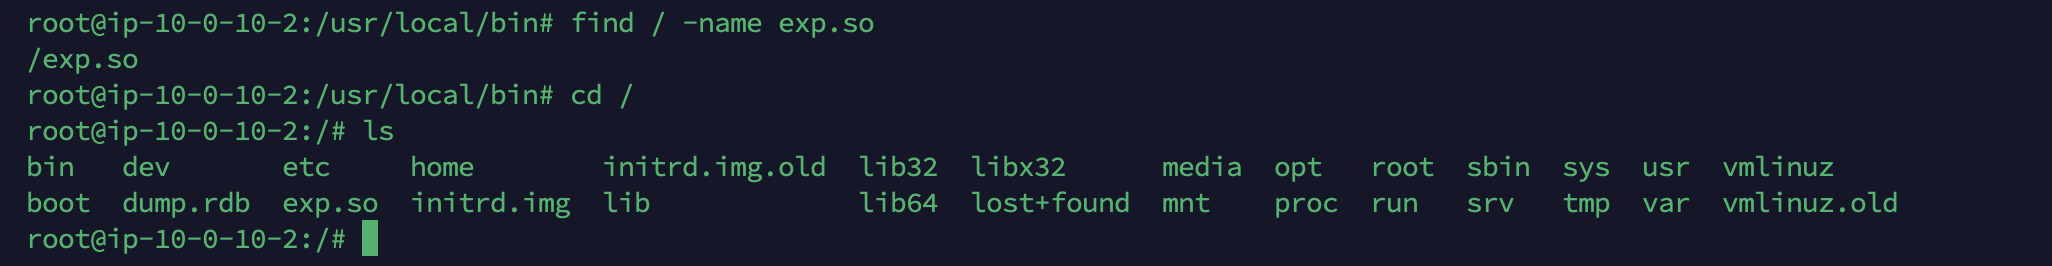 root@ip-10-0-10-2:/usr/local/bin# find / -name exp.so
/exp.so
root@ip-10-0-10-2:/usr/local/bin# cd /
root@ip-10-0-10-2:/# ls
bin   dev       etc     home        initrd.img.old  lib32  libx32      media  opt   root  sbin  sys  usr  vmlinuz
boot  dump.rdb  exp.so  initrd.img  lib             lib64  lost+found  mnt    proc  run   srv   tmp  var  vmlinuz.old
root@ip-10-0-10-2:/#